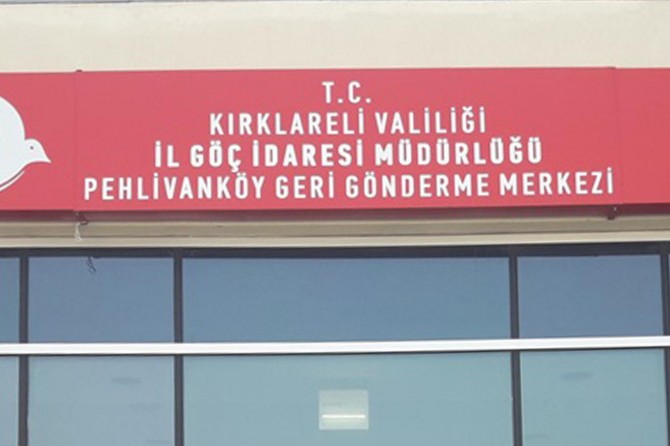 T.C.
KIRKLARELİ VALİLİĞİ
İL GÖÇ İDARESİ MÜDÜRLÜĞÜ
PEHLİVANKÖY GERİ GÖNDERME MERKEZİ